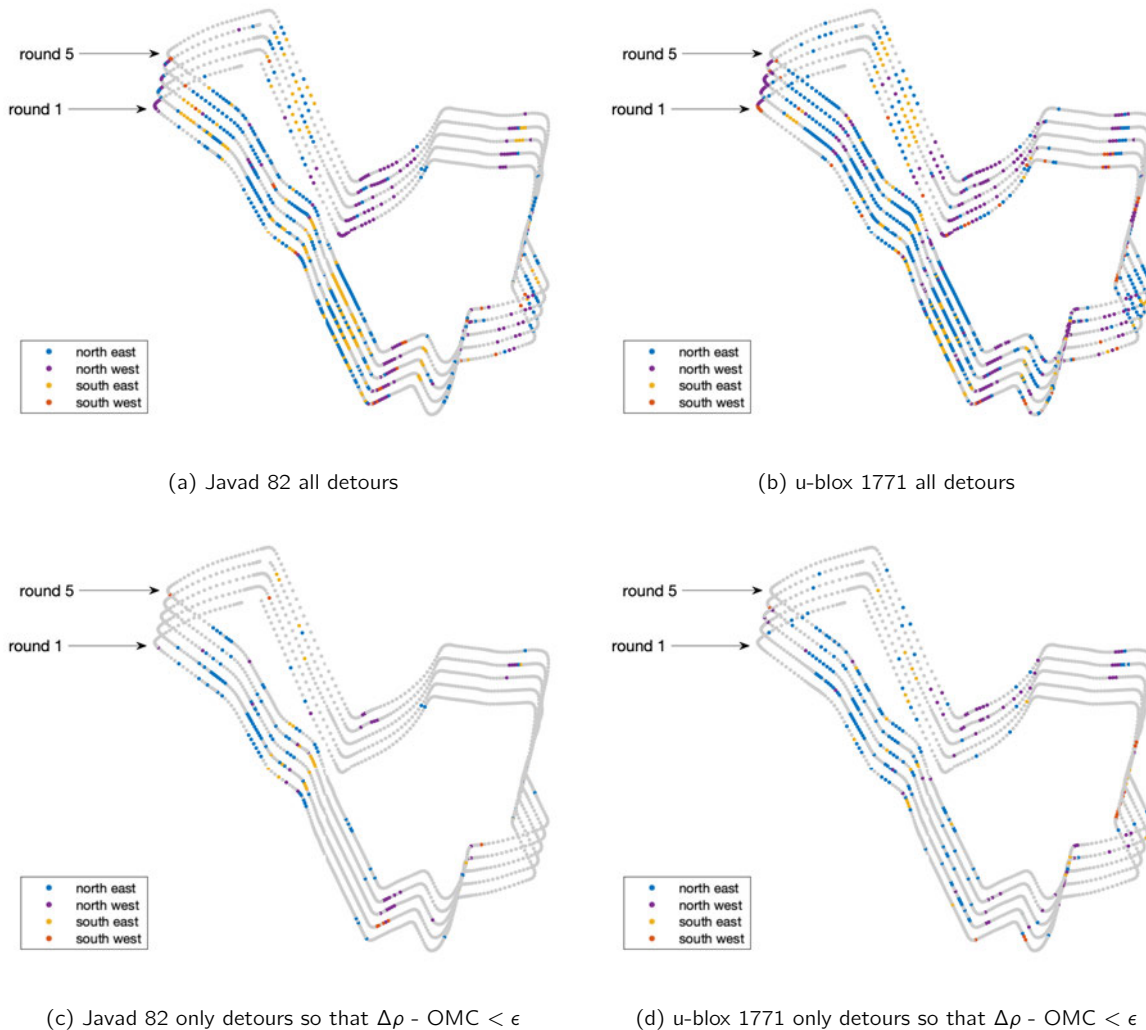 round 5
round 1
north east
north west
south east
south west
(a) Javad 82 all detours
round 5
round 1
north east
north west
south east
south west
(b) u-blox 1771 all detours
round 5
round 1
north east
north west
south east
south west
(c) Javad 82 only detours so that Δρ - OMC < ϵ
round 5
round 1
north east
north west
south east
south west
(d) u-blox 1771 only detours so that Δρ - OMC < ϵ